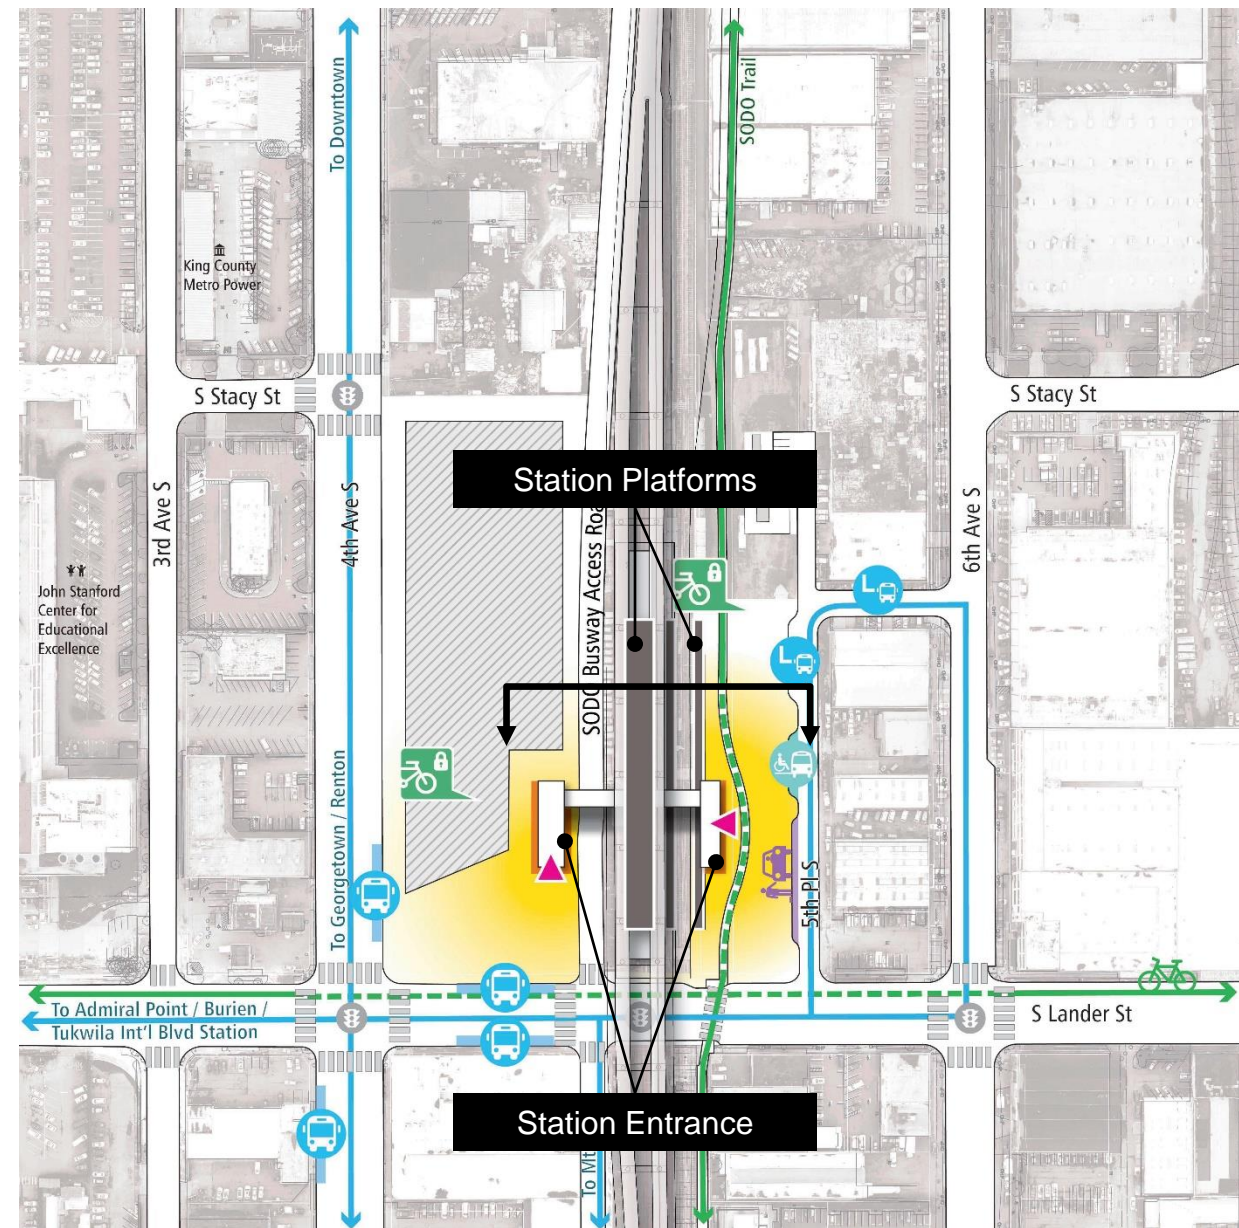 To Downtown
SODO Trail
King County
Metro Power
S Stacy St
S Stacy St
Station Platforms
3rd Ave S
4th Ave S
SODO Busway Access Roa
6th Ave S
John Stanford
Center for
Educational
Excellence
L
L
To Georgetown / Renton
5th Pl S
To Admiral Point / Burien /
Tukwila Int'l Blvd Station
S Lander St
Station Entrance
To Mt